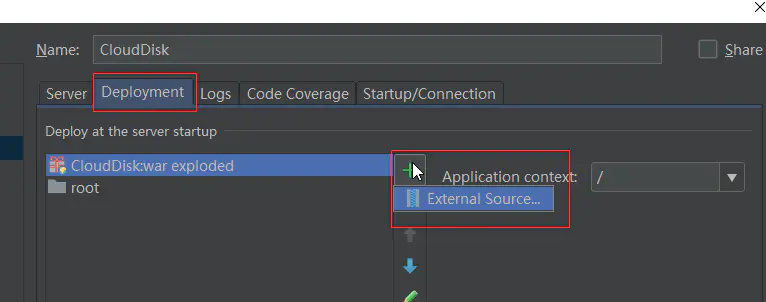 Name: CloudDisk Share
Server Deployment Logs Code Coverage Startup/Connection
Deploy at the server startup
CloudDisk:war exploded
Application context: /
root
External Source...